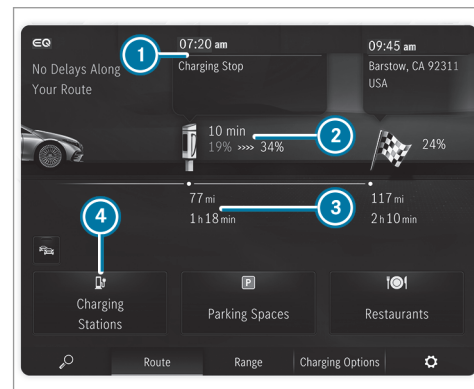 EQ
No Delays Along
Your Route
07:20 am
Charging Stop
09:45 am
Barstow, CA 92311
USA
1
10 min
19% »»» 34%
2
24%
77 mi
1 h 18 min
3
117 mi
2 h 10 min
4
Charging
Stations
P
Parking Spaces
Restaurants
Route
Range
Charging Options